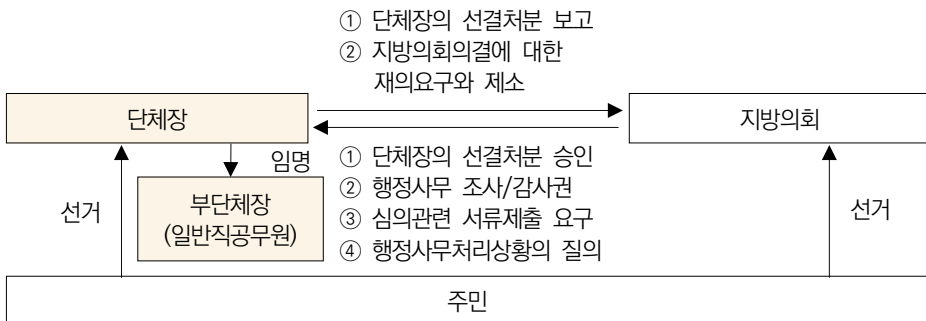 ① 단체장의 선결처분 보고
② 지방의회의결에 대한
재의요구와 제소
단체장
지방의회
임명
① 단체장의 선결처분 승인
② 행정사무 조사/감사권
③ 심의관련 서류제출 요구
④ 행정사무처리상황의 질의
부단체장
(일반직공무원)
선거
선거
주민